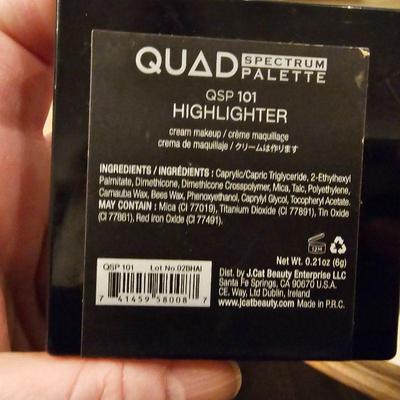 QUAD SPECTRUM PALETTE
QSP 101
HIGHLIGHTER
cream makeup / crème maquillage
crema de maquillaje / クリームは作ります
INGREDIENTS / INGRÉDIENTS : Caprylic/Capric Triglyceride, 2-Ethylhexyl
Palmitate, Dimethicone, Dimethicone Crosspolymer, Mica, Talc, Polyethylene,
Carnauba Wax, Bees Wax, Phenoxyethanol, Caprylyl Glycol, Tocopheryl Acetate.
MAY CONTAIN : Mica (CI 77019), Titanium Dioxide (CI 77891), Tin Oxide
(CI 77861), Red Iron Oxide (CI 77491).
12M
Net Wt. 0.21oz (6g)
QSP 101 Lot No.02BHAI
7 41459 58008 7
Dist. by J.Cat Beauty Enterprise LLC
Santa Fe Springs, CA 90670 U.S.A.
CE. Way, Ltd Dublin, Ireland
www.jcatbeauty.com Made in P.R.C.